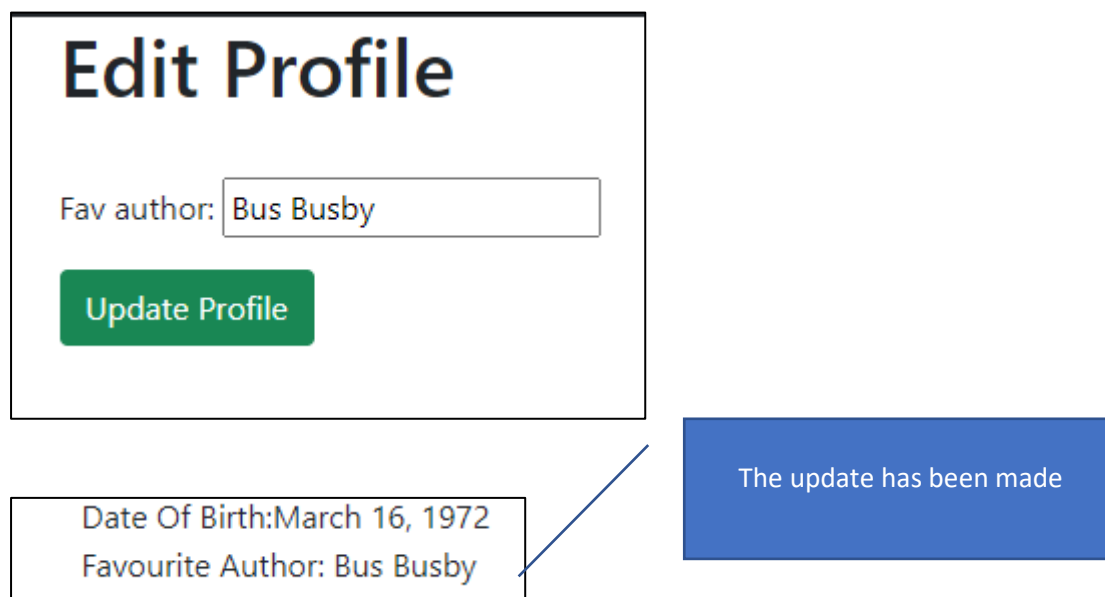 Edit Profile
Fav author: Bus Busby
Update Profile
The update has been made
Date Of Birth:March 16, 1972
Favourite Author: Bus Busby